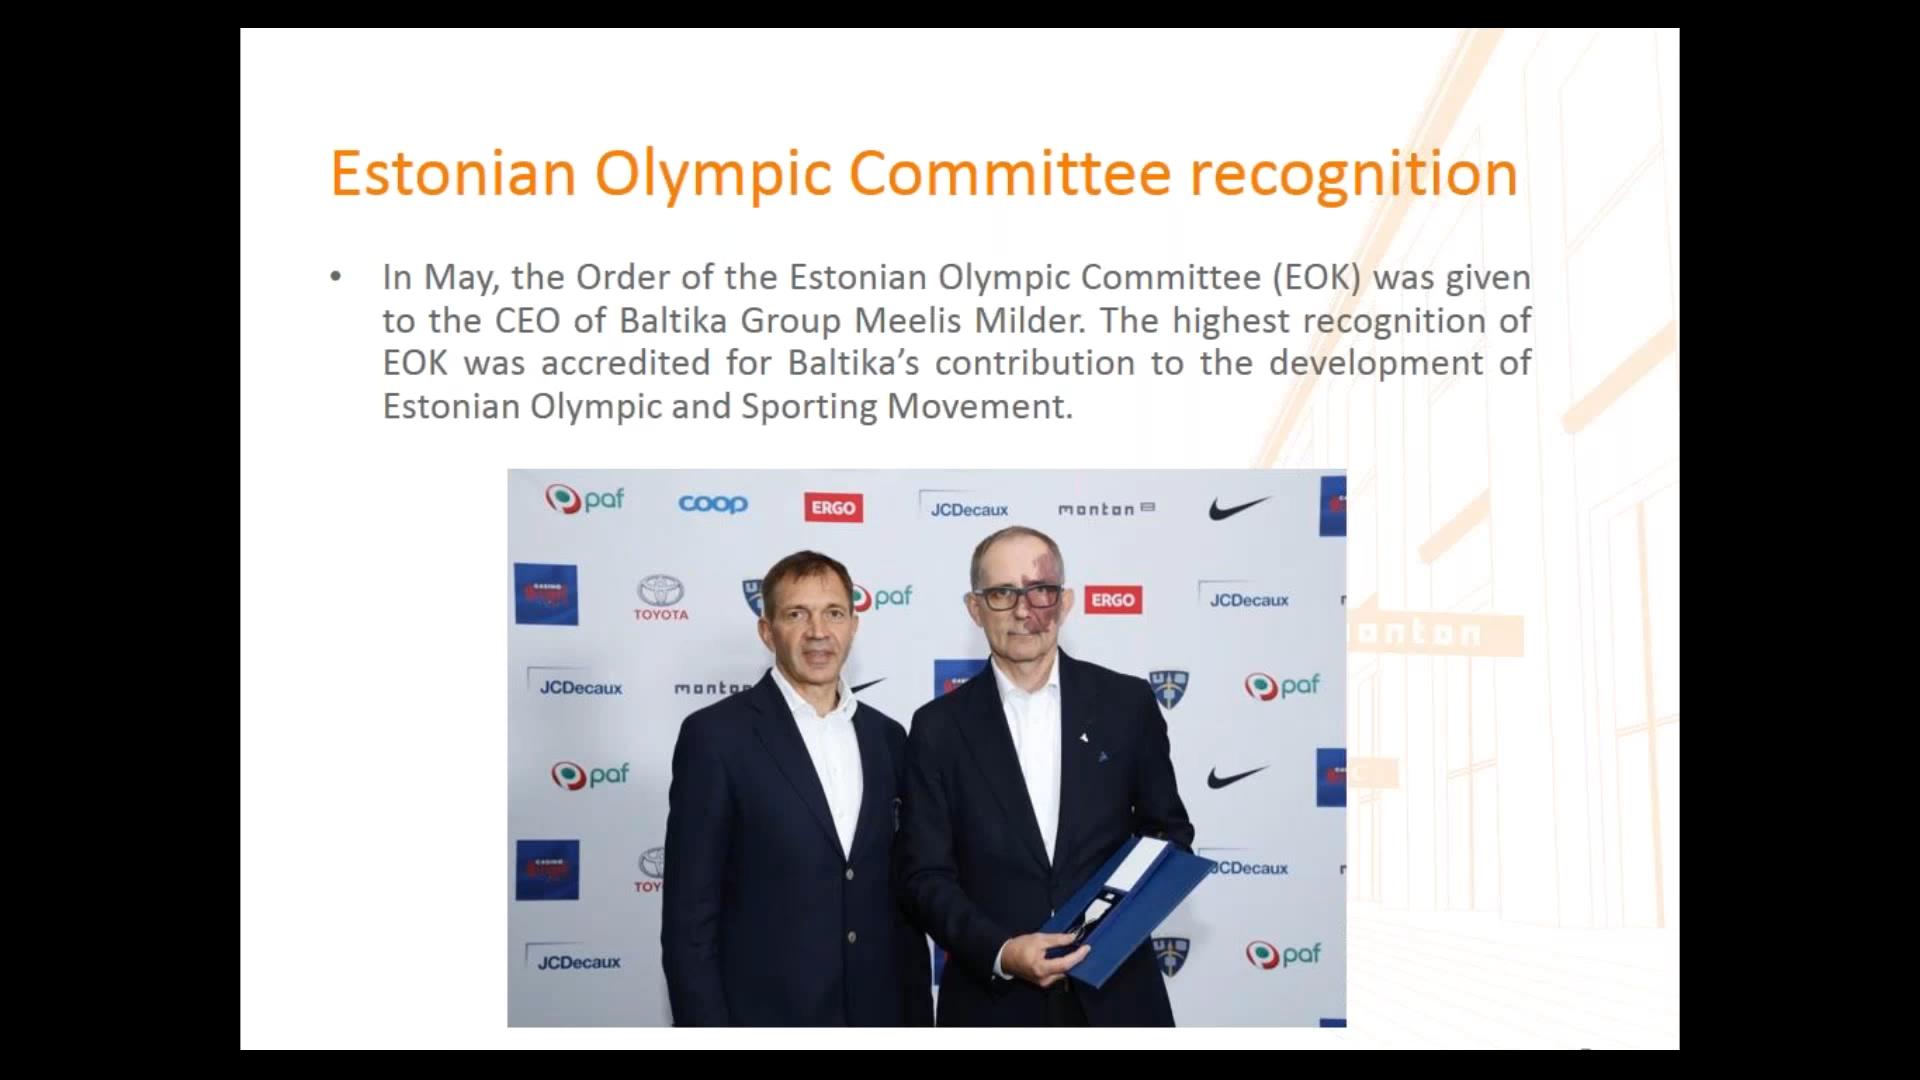 Estonian Olympic Committee recognition
• In May, the Order of the Estonian Olympic Committee (EOK) was given
to the CEO of Baltika Group Meelis Milder. The highest recognition of
EOK was accredited for Baltika’s contribution to the development of
Estonian Olympic and Sporting Movement.
paf coop ERGO JCDecaux monton
TOYOTA paf ERGO JCDecaux
monton
JCDecaux monton paf
paf
JCDecaux
JCDecaux paf